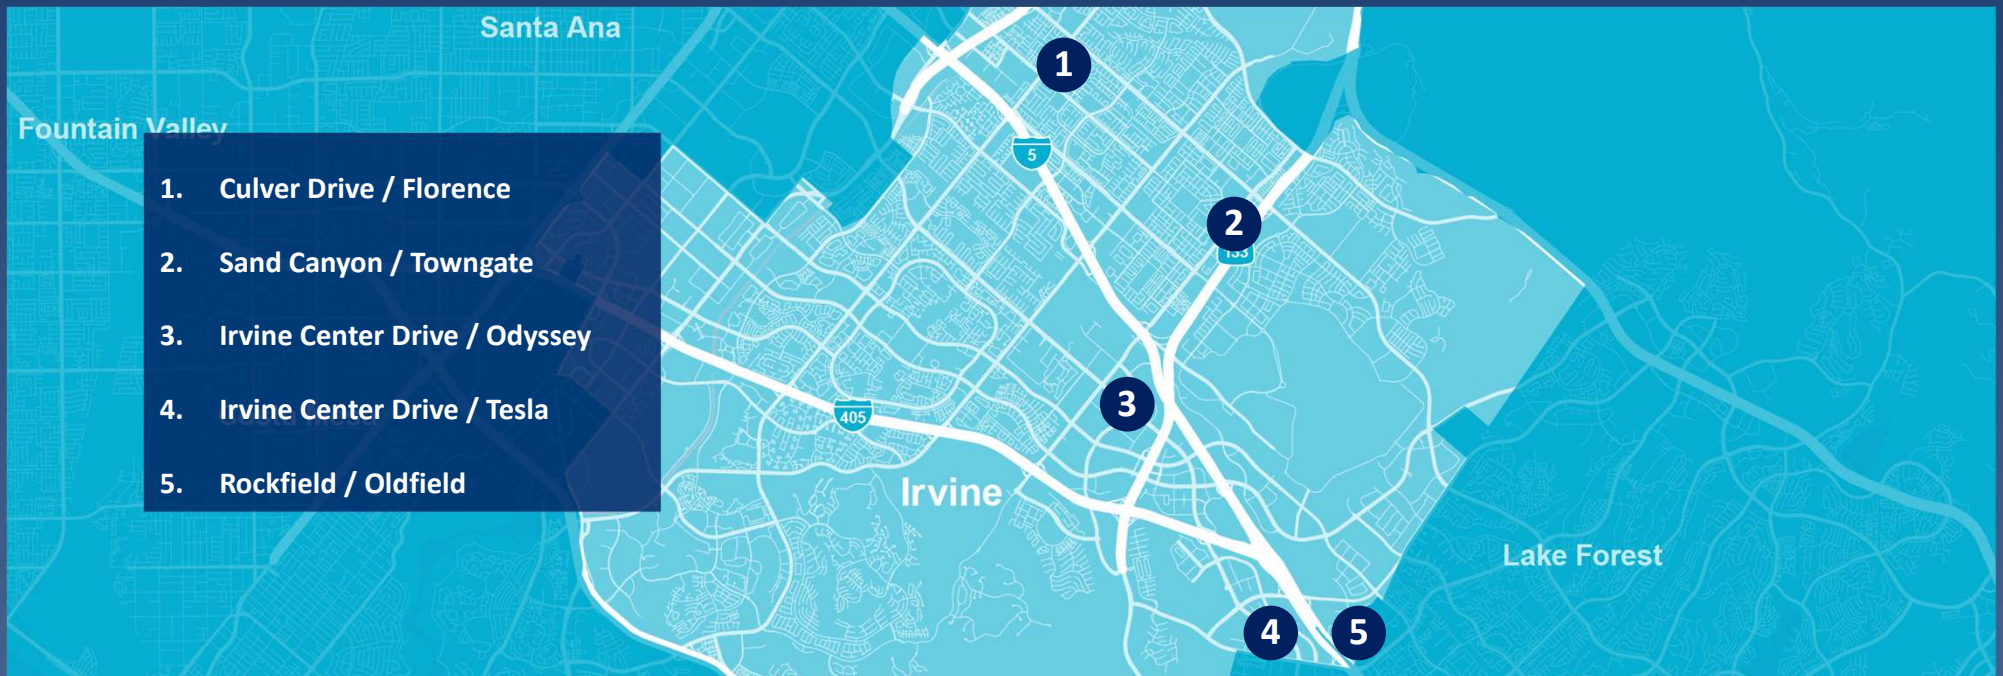 Santa Ana
1
Fountain Valley
5
1. Culver Drive / Florence
2. Sand Canyon / Towngate
3. Irvine Center Drive / Odyssey
4. Irvine Center Drive / Tesla
5. Rockfield / Oldfield
2
133
3
405
Irvine
Lake Forest
4
5